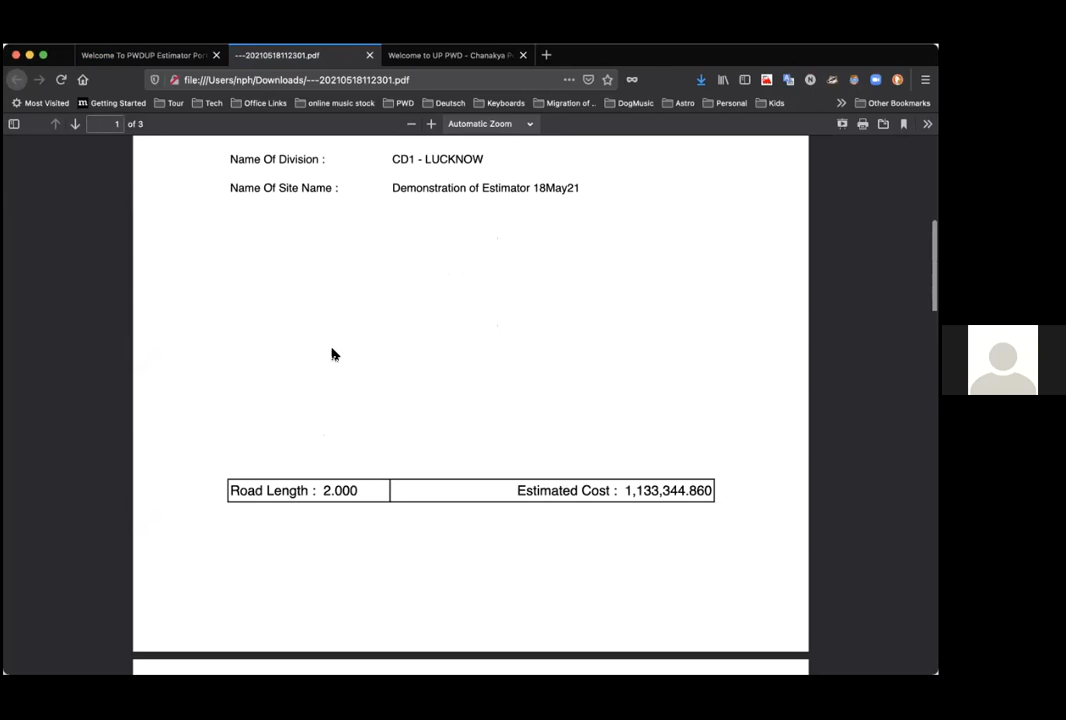 Welcome To PWDUP Estimator Por
---20210518112301.pdf
Welcome to UP PWD - Chanakya P
file:///Users/nph/Downloads/---20210518112301.pdf
Most Visited
Getting Started
Tour
Tech
Office Links
online music stock
PWD
Deutsch
Keyboards
Migration of ..
DogMusic
Astro
Personal
Kids
Other Bookmarks
1 of 3
Automatic Zoom
Name Of Division : CD1 - LUCKNOW
Name Of Site Name : Demonstration of Estimator 18May21
Road Length : 2.000
Estimated Cost : 1,133,344.860